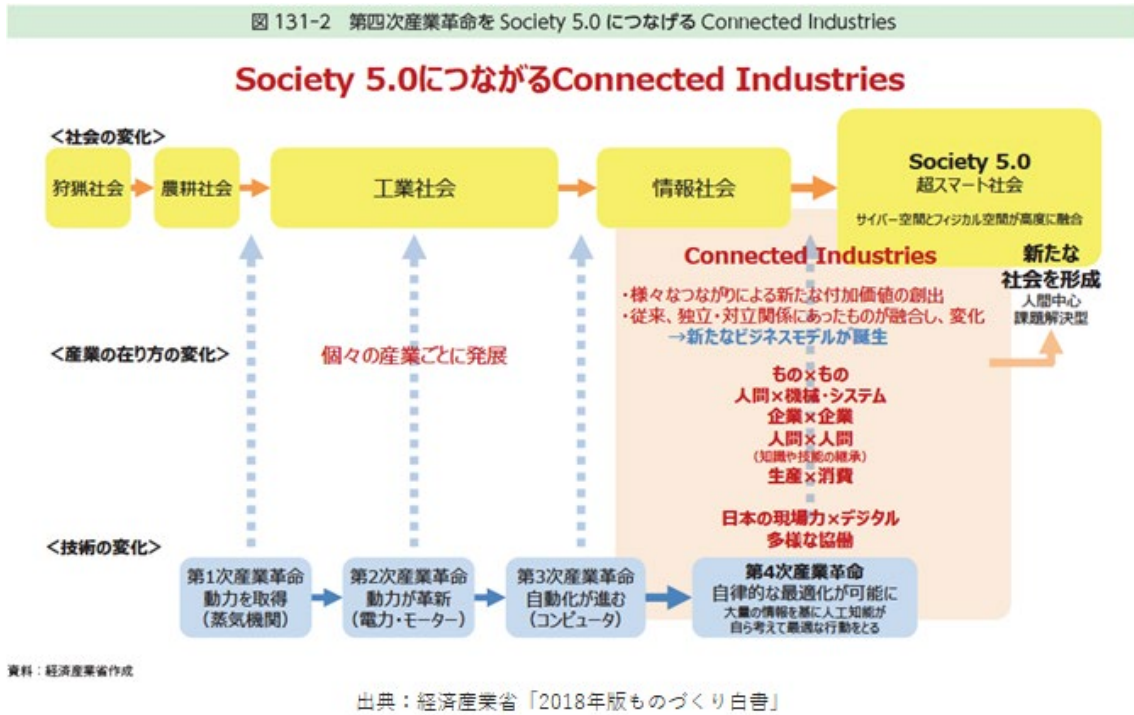 図 131-2　第四次産業革命を Society 5.0 につなげる Connected Industries
Society 5.0につながるConnected Industries
＜社会の変化＞
狩猟社会
農耕社会
工業社会
情報社会
Society 5.0
超スマート社会
サイバー空間とフィジカル空間が高度に融合
Connected Industries
・様々なつながりによる新たな付加価値の創出
・従来、独立・対立関係にあったものが融合し、変化
→新たなビジネスモデルが誕生
新たな
社会を形成
人間中心
課題解決型
＜産業の在り方の変化＞
個々の産業ごとに発展
もの×もの
人間×機械・システム
企業×企業
人間×人間
(知識や技能の継承)
生産×消費
日本の現場力×デジタル
多様な協働
＜技術の変化＞
第1次産業革命
動力を取得
(蒸気機関)
第2次産業革命
動力が革新
(電力・モーター)
第3次産業革命
自動化が進む
(コンピュータ)
第4次産業革命
自律的な最適化が可能に
大量の情報を基に人工知能が
自ら考えて最適な行動をとる
資料：経済産業省作成
出典：経済産業省「2018年版ものづくり白書」